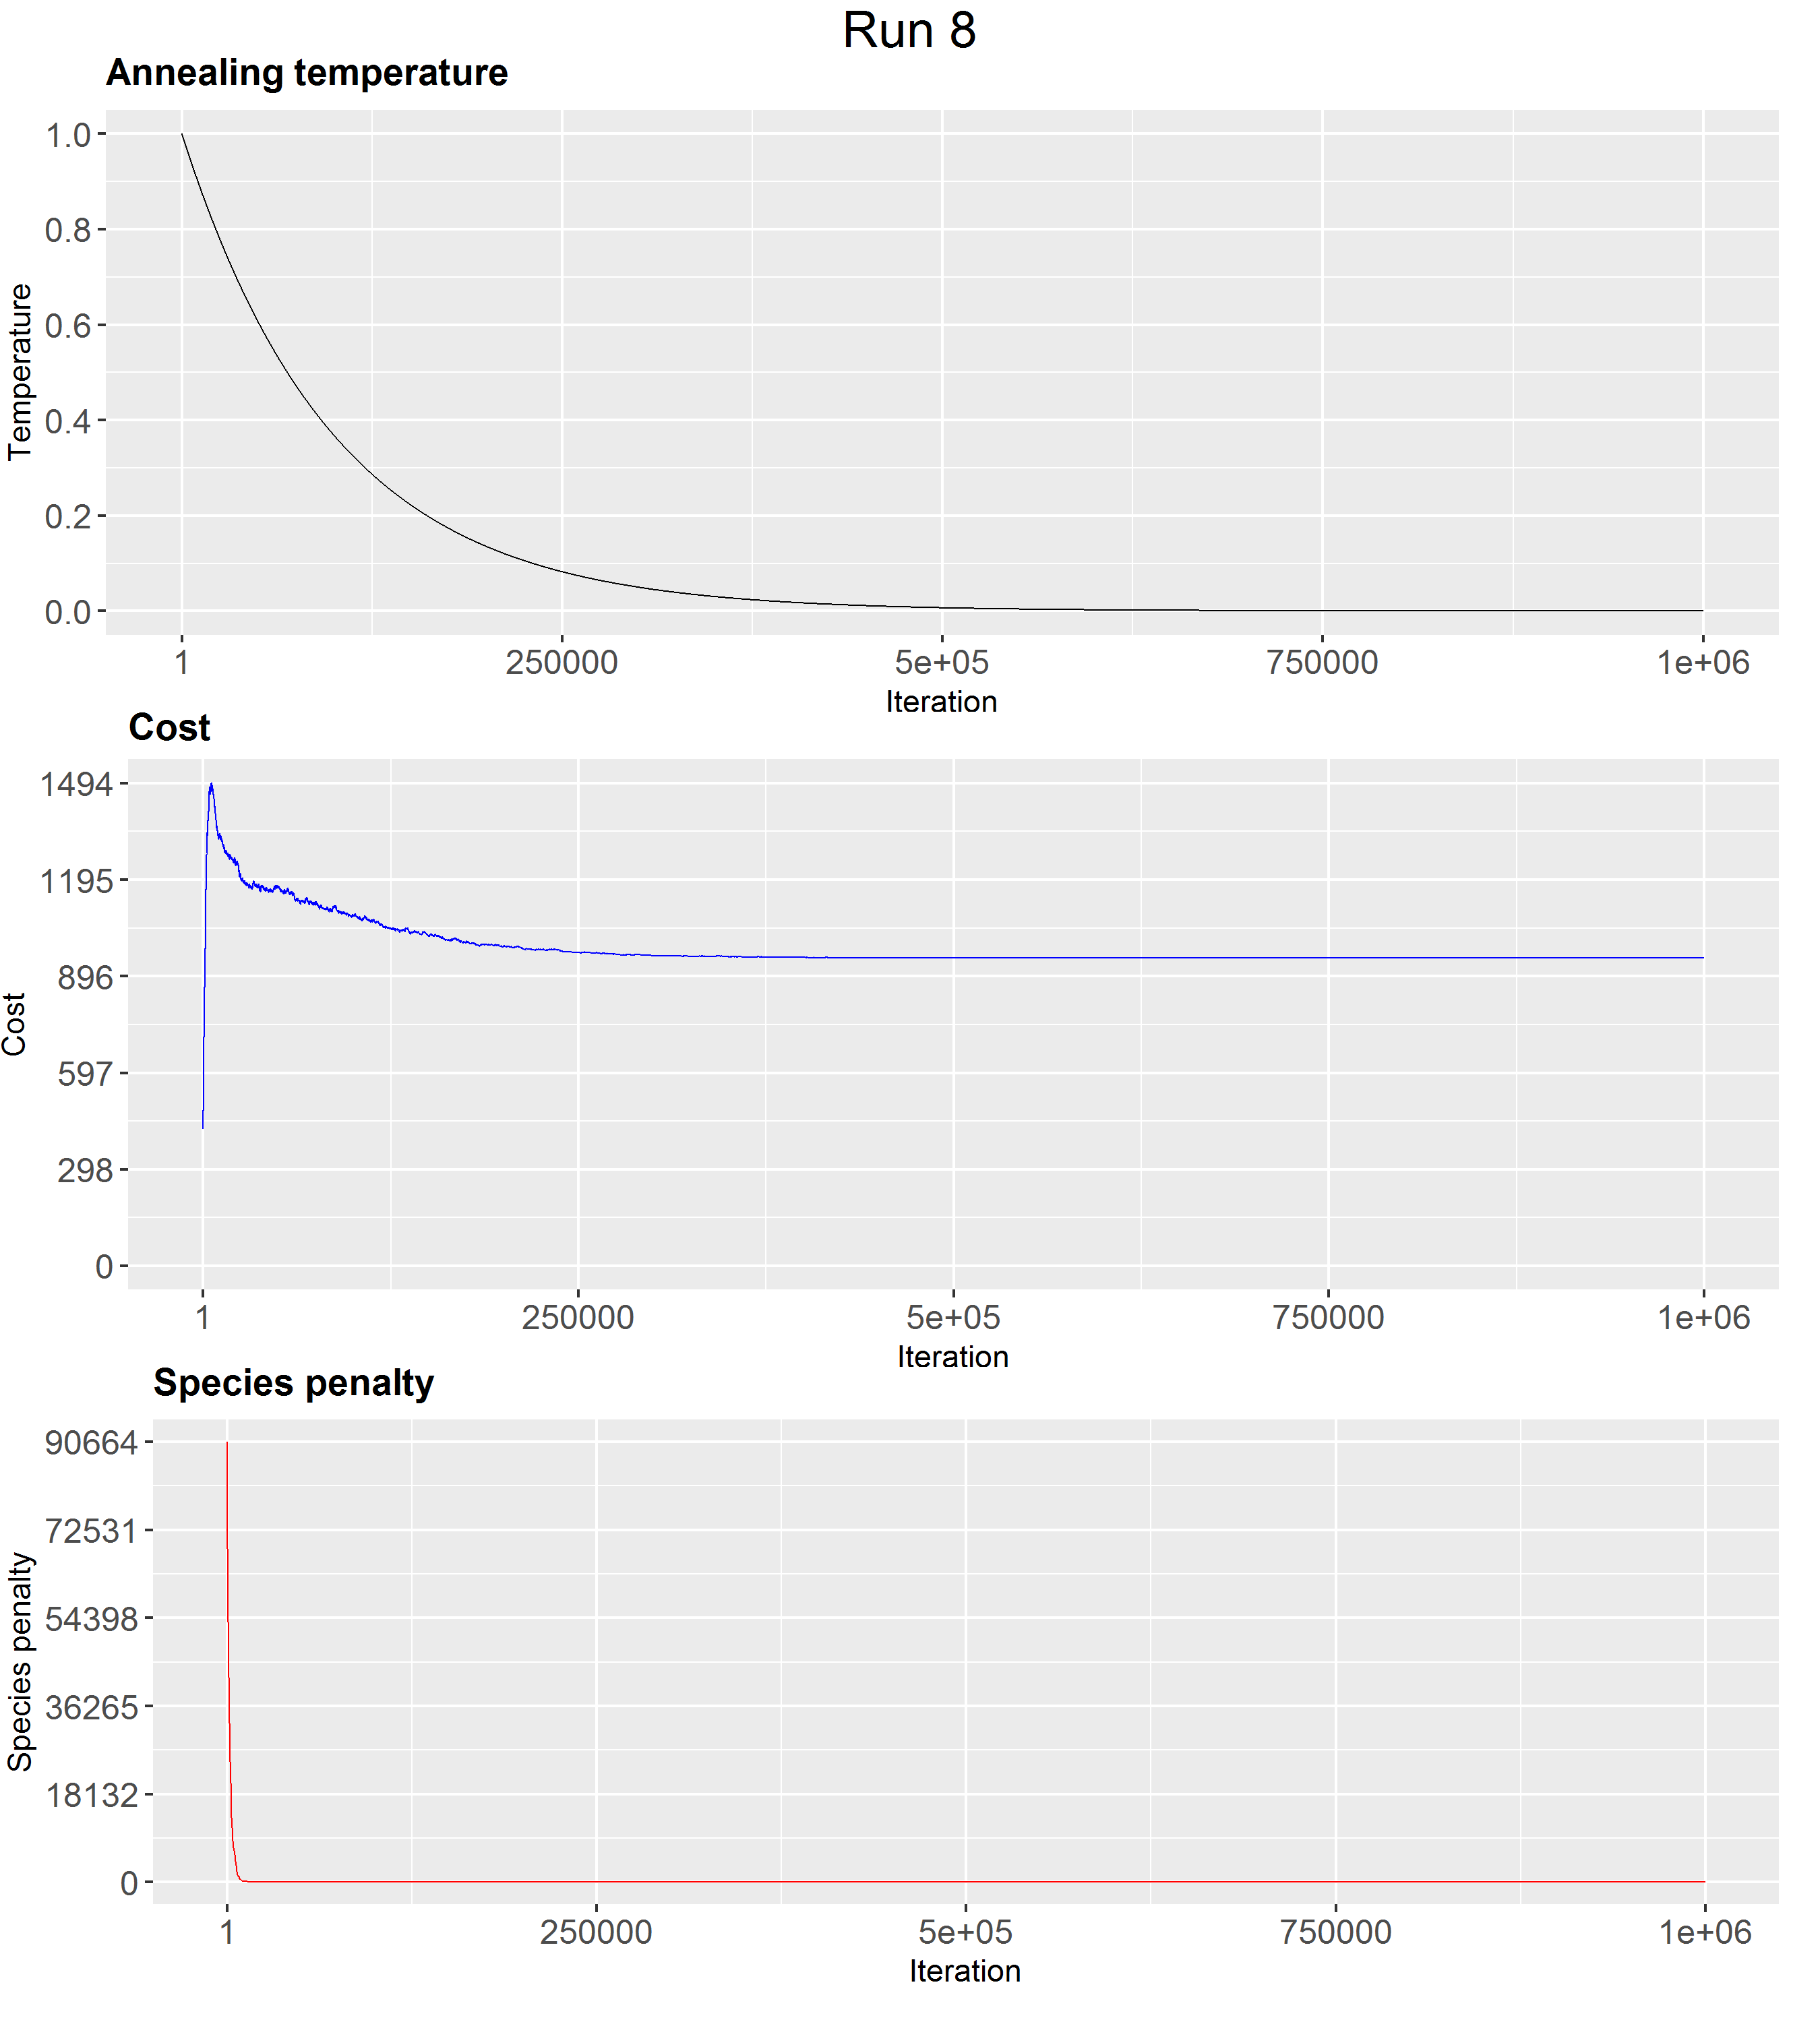 Run 8
Annealing temperature
Temperature
1.0
0.8
0.6
0.4
0.2
0.0
1 250000 5e+05 750000 1e+06
Iteration
Cost
Cost
1494
1195
896
597
298
0
1 250000 5e+05 750000 1e+06
Iteration
Species penalty
Species penalty
90664
72531
54398
36265
18132
0
1 250000 5e+05 750000 1e+06
Iteration